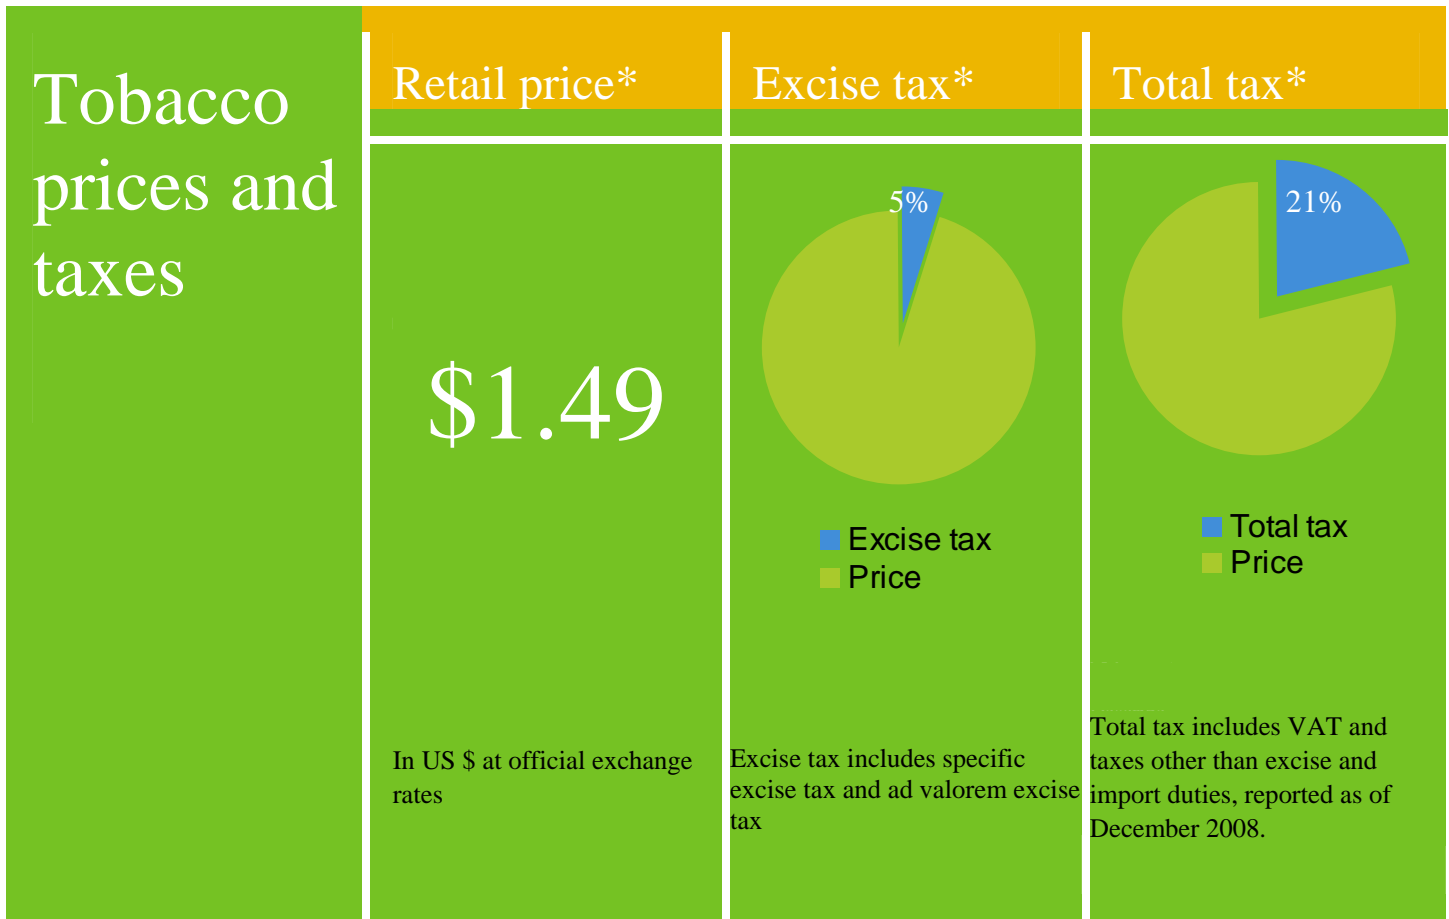 Tobacco
prices and
taxes
Retail price*
Excise tax*
Total tax*
$1.49
5%
21%
Excise tax
Price
Total tax
Price
In US $ at official exchange
rates
Excise tax includes specific
excise tax and ad valorem excise
tax
Total tax includes VAT and
taxes other than excise and
import duties, reported as of
December 2008.